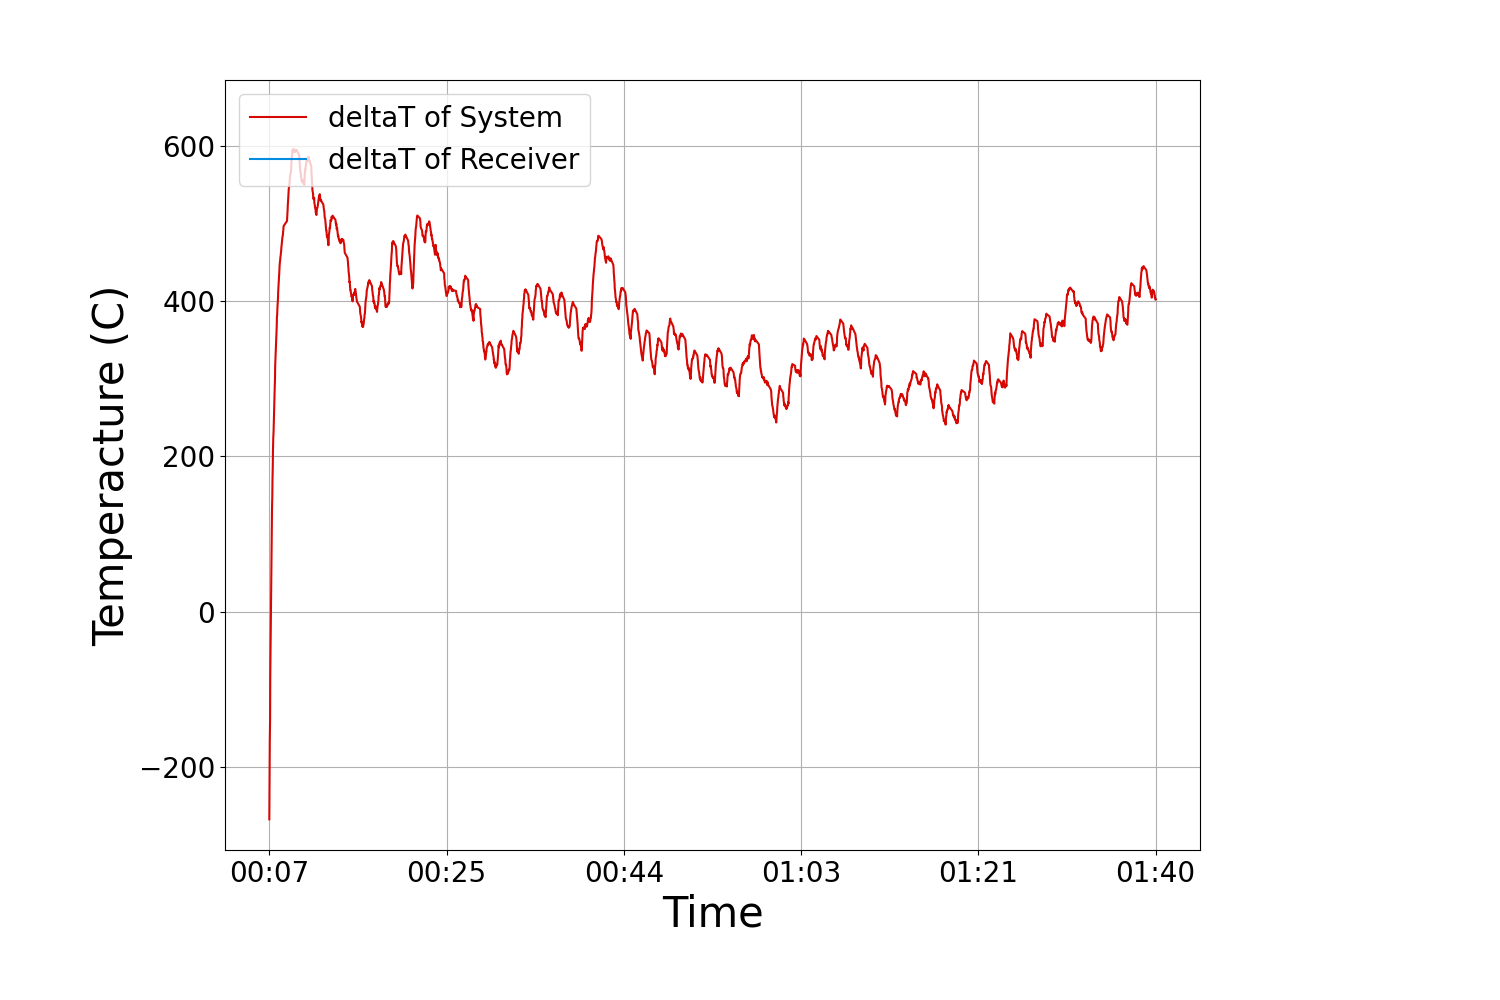 deltaT of System
deltaT of Receiver
600
400
200
0
−200
Temperacture (C)
00:07 00:25 00:44 01:03 01:21 01:40
Time